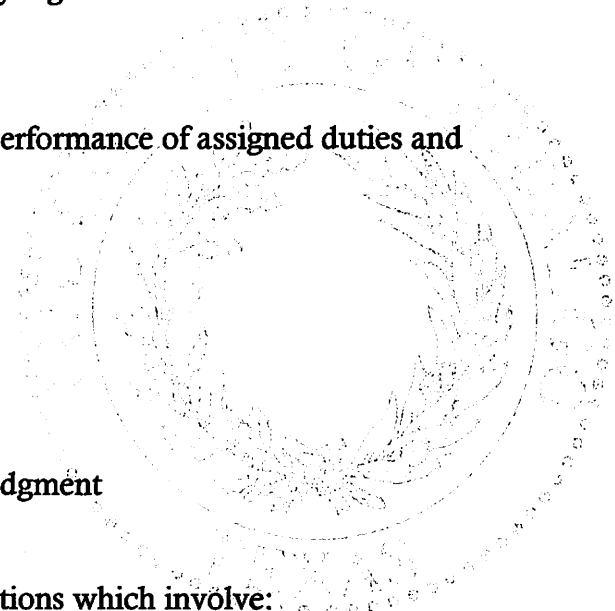 erformance of assigned duties and
dgment
tions which involve: